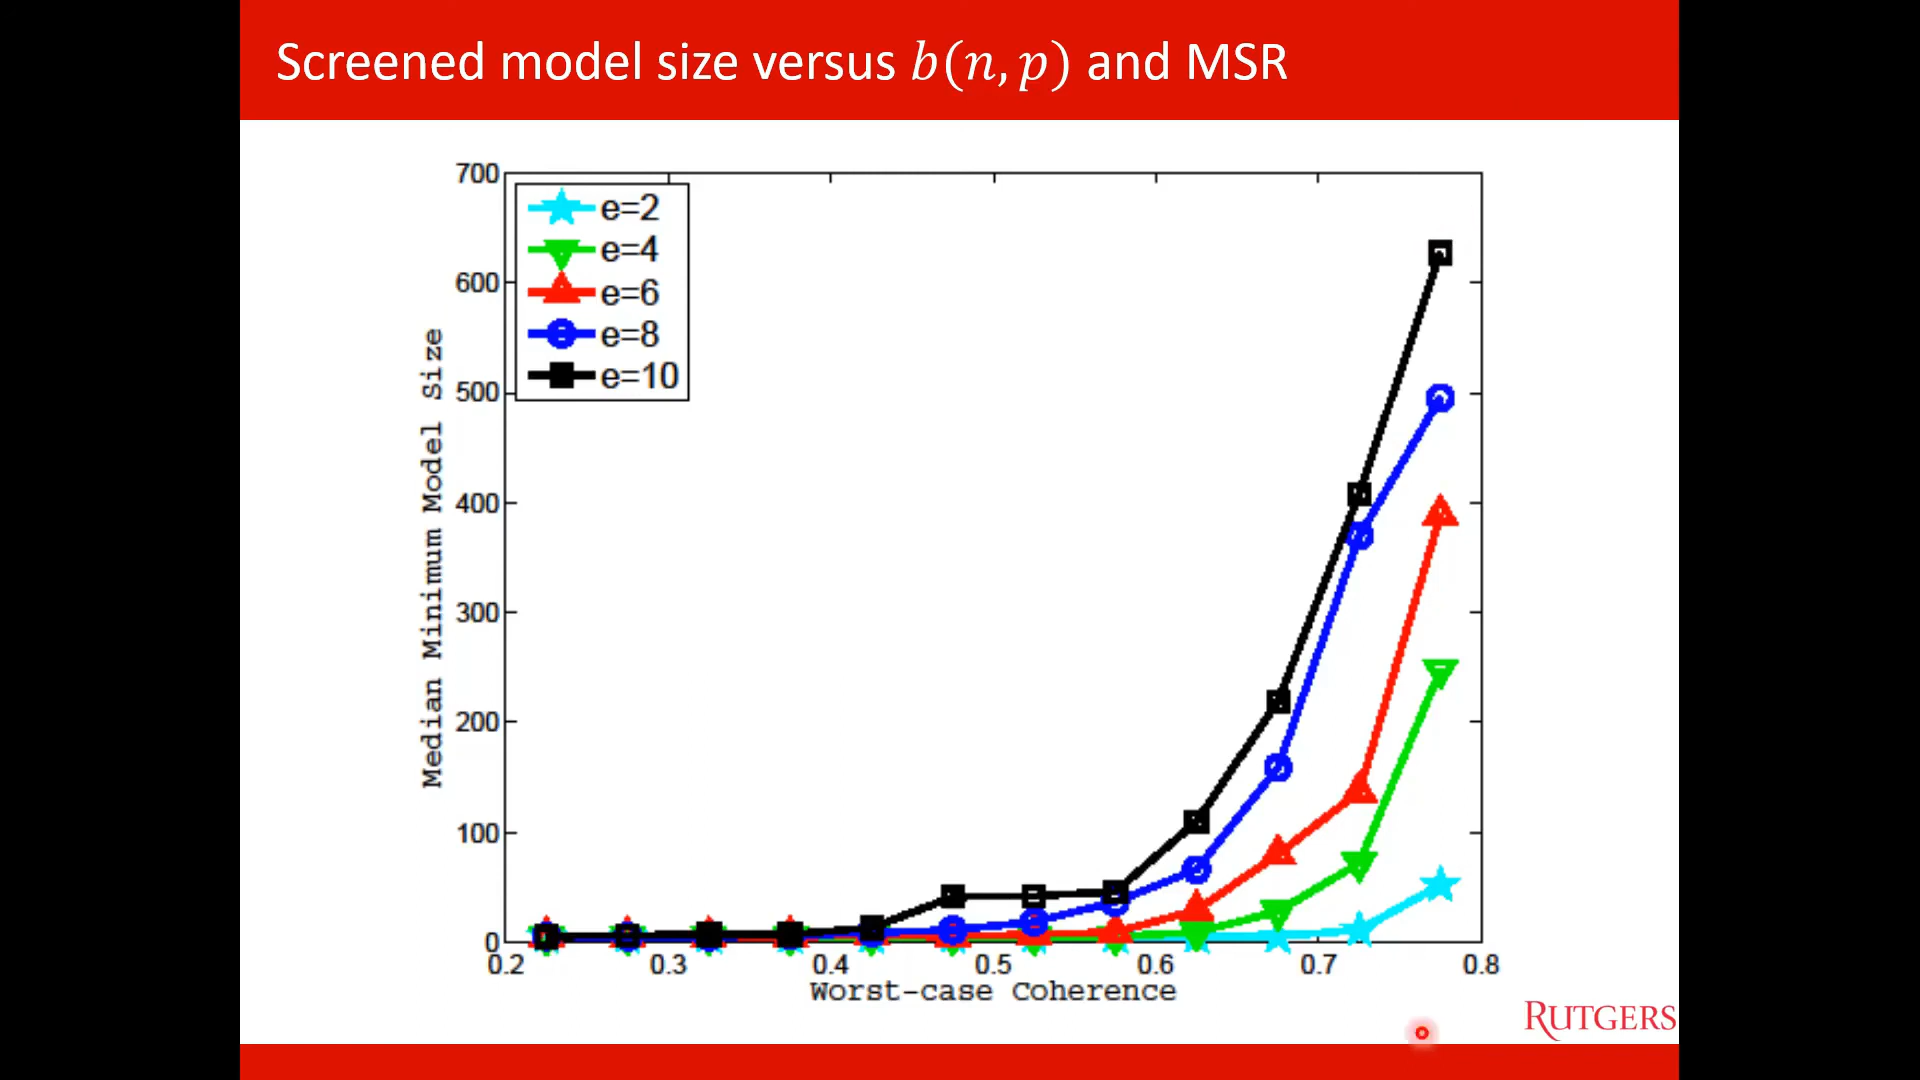 Screened model size versus b(n, p) and MSR
700
600
500
400
300
200
100
0
Median Minimum Model Size
e=2
e=4
e=6
e=8
e=10
0.2 0.3 0.4 0.5 0.6 0.7 0.8
Worst-case Coherence
RUTGERS